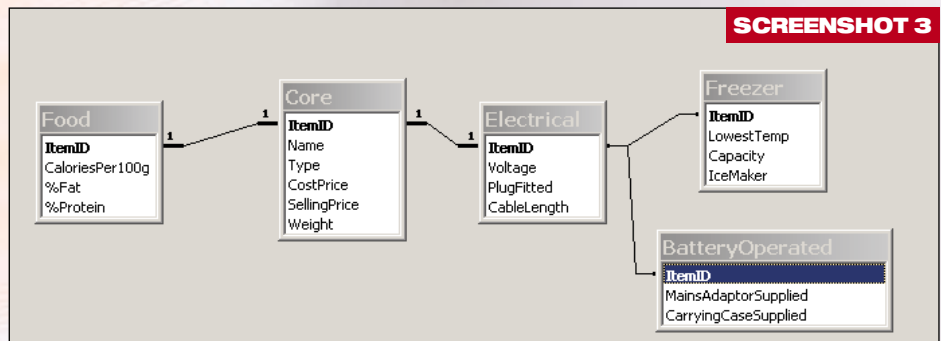 SCREENSHOT 3
Food
ItemID
CaloriesPer100g
%Fat
%Protein
1
1
Core
ItemID
Name
Type
CostPrice
SellingPrice
Weight
1
1
Electrical
ItemID
Voltage
PlugFitted
CableLength
Freezer
ItemID
LowestTemp
Capacity
IceMaker
BatteryOperated
ItemID
MainsAdaptorSupplied
CarryingCaseSupplied